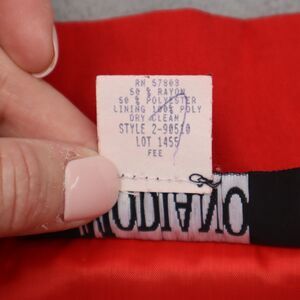 RN 57803
50 % RAYON
50 % POLYESTER
LINING 100% POLY
DRY CLEAN
STYLE 2-90510
LOT 1455
FEE